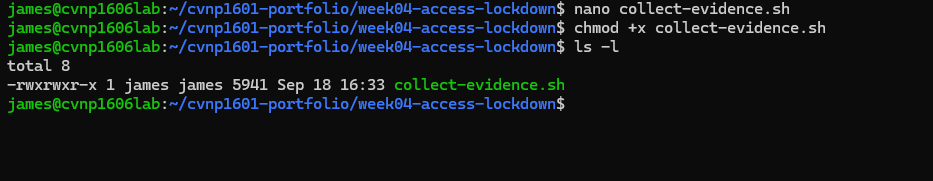 james@cvnp1606lab:~/cvnp1601-portfolio/week04-access-lockdown$ nano collect-evidence.sh
james@cvnp1606lab:~/cvnp1601-portfolio/week04-access-lockdown$ chmod +x collect-evidence.sh
james@cvnp1606lab:~/cvnp1601-portfolio/week04-access-lockdown$ ls -l
total 8
-rwxrwxr-x 1 james james 5941 Sep 18 16:33 collect-evidence.sh
james@cvnp1606lab:~/cvnp1601-portfolio/week04-access-lockdown$